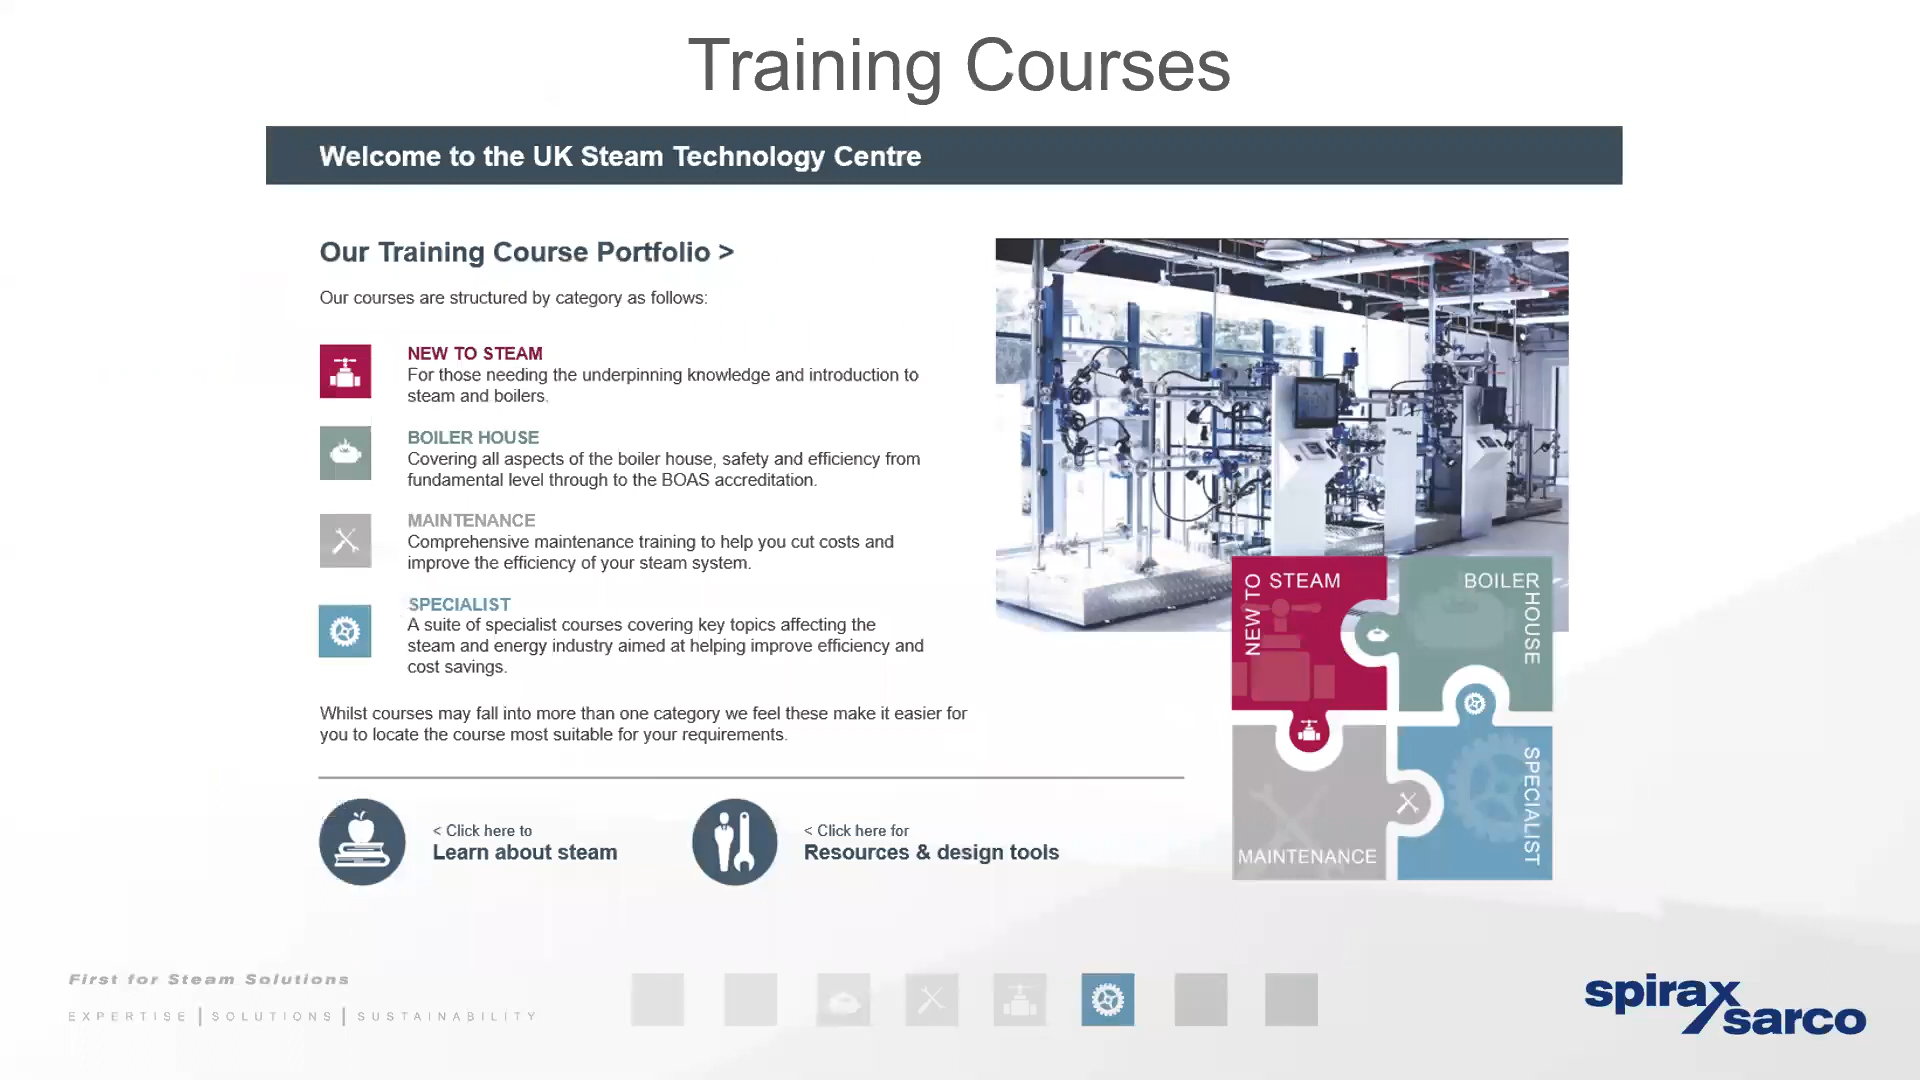 Training Courses
Welcome to the UK Steam Technology Centre
Our Training Course Portfolio >
Our courses are structured by category as follows:
NEW TO STEAM
For those needing the underpinning knowledge and introduction to
steam and boilers.
BOILER HOUSE
Covering all aspects of the boiler house, safety and efficiency from
fundamental level through to the BOAS accreditation.
MAINTENANCE
Comprehensive maintenance training to help you cut costs and
improve the efficiency of your steam system.
SPECIALIST
A suite of specialist courses covering key topics affecting the
steam and energy industry aimed at helping improve efficiency and
cost savings.
Whilst courses may fall into more than one category we feel these make it easier for
you to locate the course most suitable for your requirements.
< Click here to
Learn about steam
< Click here for
Resources & design tools
NEW TO STEAM
BOILER HOUSE
MAINTENANCE
SPECIALIST
First for Steam Solutions
EXPERTISE | SOLUTIONS | SUSTAINABILITY
spirax
sarco